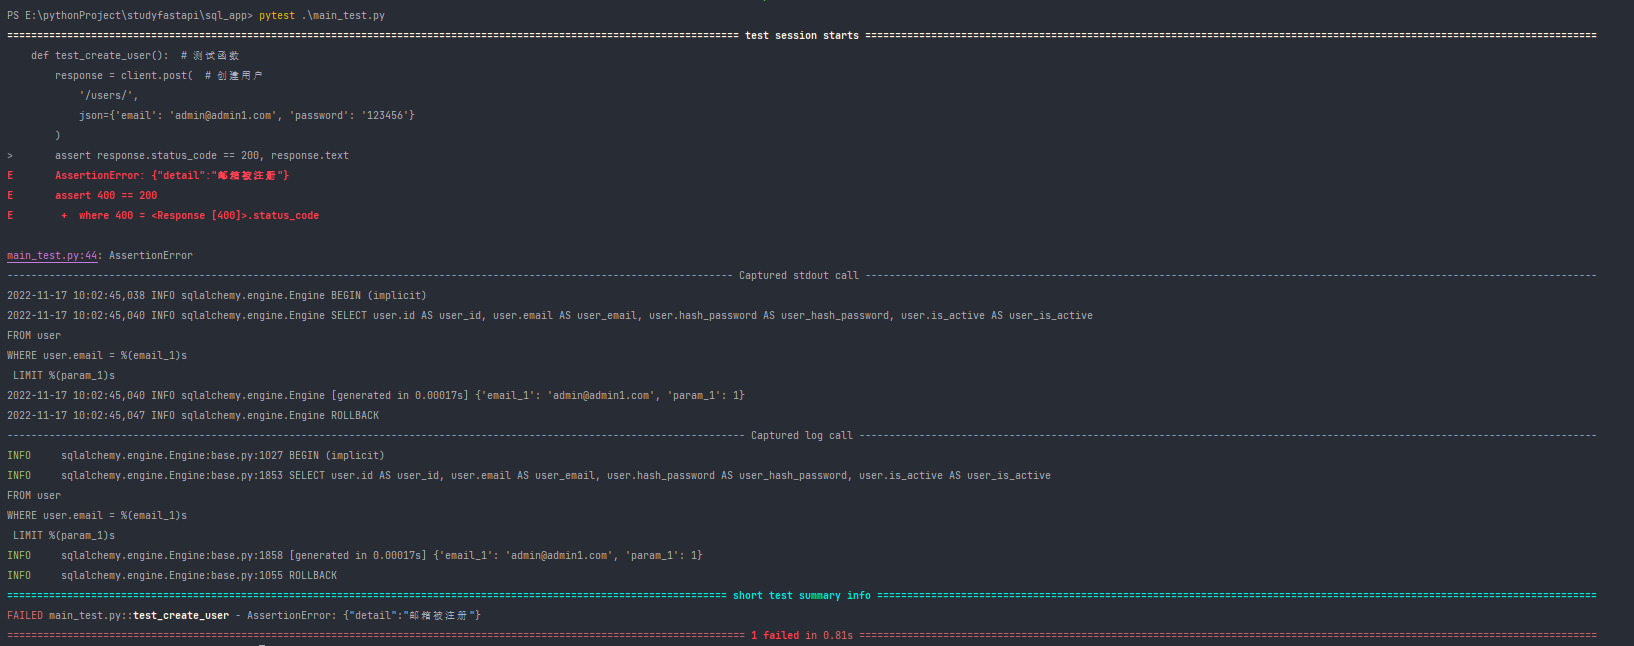 PS E:\pythonProject\studyfastapi\sql_app> pytest .\main_test.py
========================= test session starts =========================
    def test_create_user():  # 测试函数
        response = client.post(  # 创建用户
            '/users/',
            json={'email': 'admin@admin1.com', 'password': '123456'}
        )
>       assert response.status_code == 200, response.text
E       AssertionError: {"detail":"邮箱被注册"}
E       assert 400 == 200
E        +  where 400 = <Response [400]>.status_code
main_test.py:44: AssertionError
------------------------- Captured stdout call -------------------------
2022-11-17 10:02:45,038 INFO sqlalchemy.engine.Engine BEGIN (implicit)
2022-11-17 10:02:45,040 INFO sqlalchemy.engine.Engine SELECT user.id AS user_id, user.email AS user_email, user.hash_password AS user_hash_password, user.is_active AS user_is_active
FROM user
WHERE user.email = %(email_1)s
 LIMIT %(param_1)s
2022-11-17 10:02:45,040 INFO sqlalchemy.engine.Engine [generated in 0.00017s] {'email_1': 'admin@admin1.com', 'param_1': 1}
2022-11-17 10:02:45,047 INFO sqlalchemy.engine.Engine ROLLBACK
------------------------- Captured log call -------------------------
INFO     sqlalchemy.engine.Engine:base.py:1027 BEGIN (implicit)
INFO     sqlalchemy.engine.Engine:base.py:1853 SELECT user.id AS user_id, user.email AS user_email, user.hash_password AS user_hash_password, user.is_active AS user_is_active
FROM user
WHERE user.email = %(email_1)s
 LIMIT %(param_1)s
INFO     sqlalchemy.engine.Engine:base.py:1858 [generated in 0.00017s] {'email_1': 'admin@admin1.com', 'param_1': 1}
INFO     sqlalchemy.engine.Engine:base.py:1055 ROLLBACK
========================= short test summary info =========================
FAILED main_test.py::test_create_user - AssertionError: {"detail":"邮箱被注册"}
========================= 1 failed in 0.81s =========================